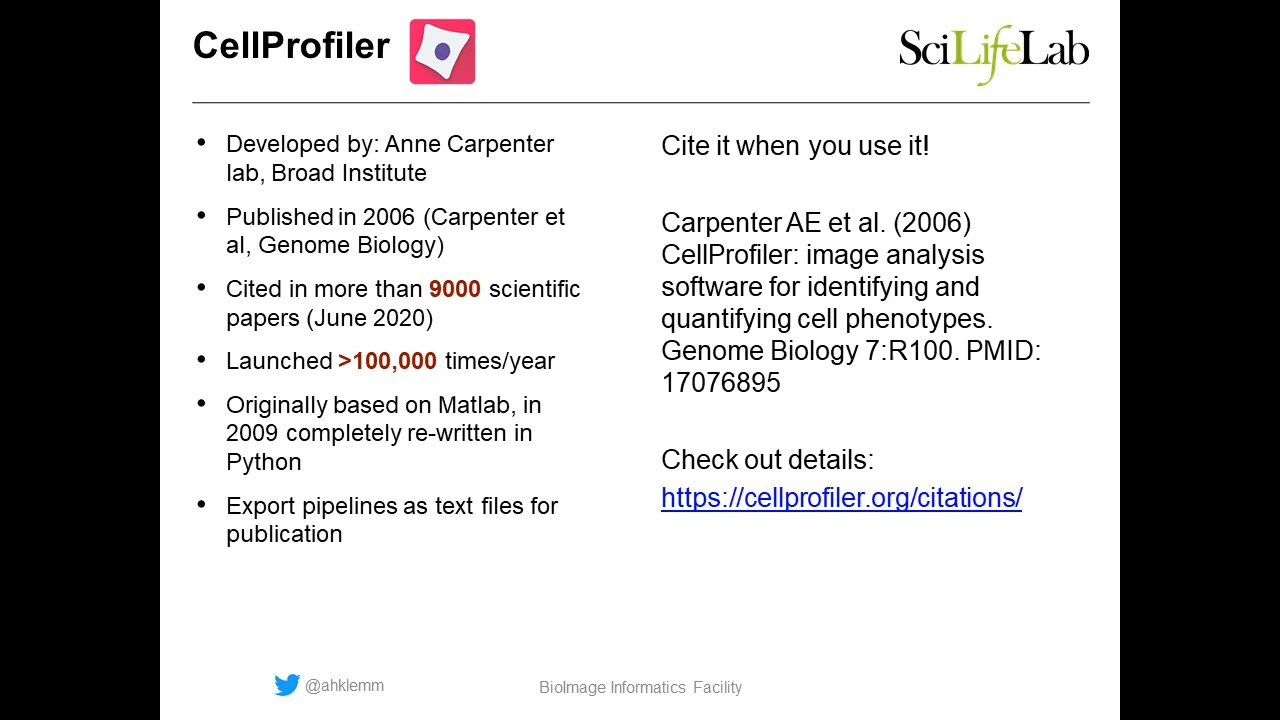 CellProfiler
SciLifeLab
• Developed by: Anne Carpenter
lab, Broad Institute
• Published in 2006 (Carpenter et
al, Genome Biology)
• Cited in more than 9000 scientific
papers (June 2020)
• Launched >100,000 times/year
• Originally based on Matlab, in
2009 completely re-written in
Python
• Export pipelines as text files for
publication
Cite it when you use it!
Carpenter AE et al. (2006)
CellProfiler: image analysis
software for identifying and
quantifying cell phenotypes.
Genome Biology 7:R100. PMID:
17076895
Check out details:
https://cellprofiler.org/citations/
@ahklemm
BioImage Informatics Facility